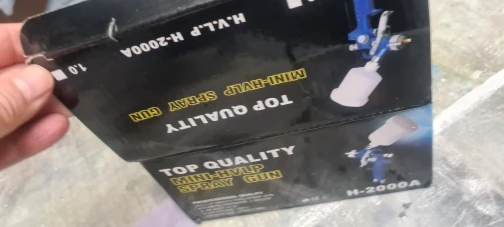 H.V.L.P H-2000A
1.0
TOP QUALITY
MINI-HVLP SPRAY GUN
TOP QUALITY
MINI-HVLP
SPRAY GUN
H-2000A